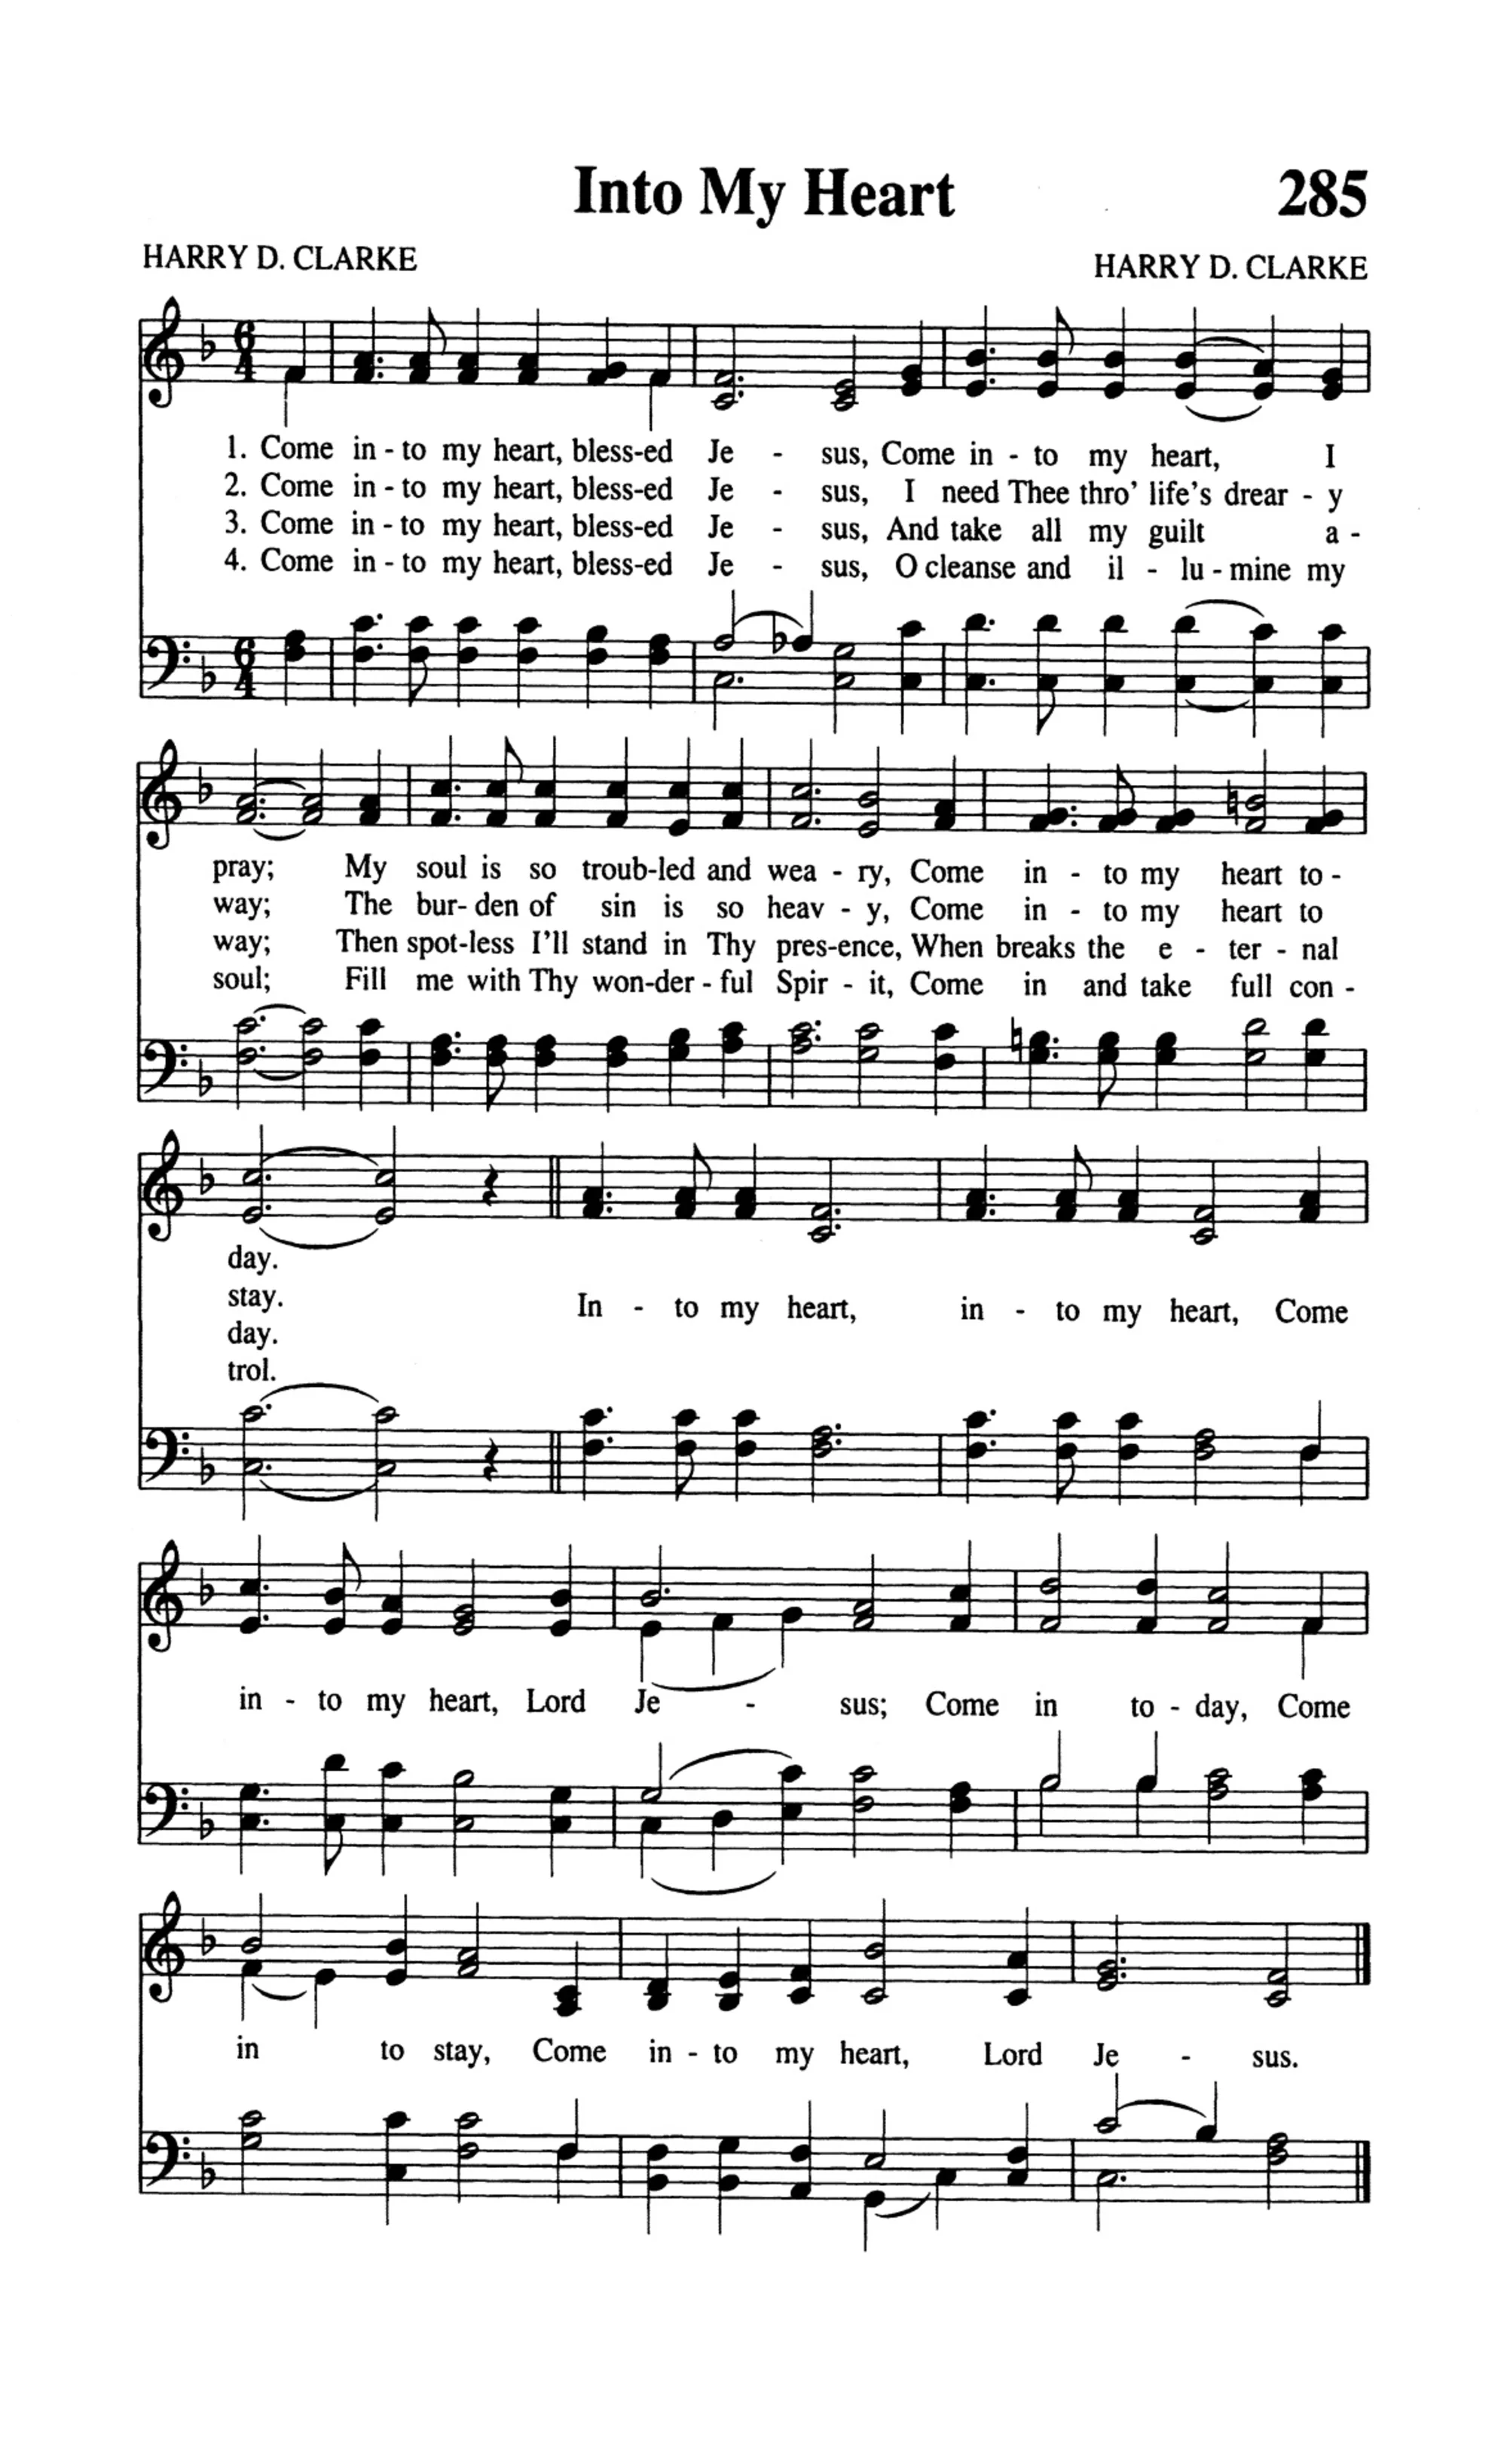 Into My Heart 285
HARRY D. CLARKE HARRY D. CLARKE
6 4
1. Come in - to my heart, bless-ed Je - sus, Come in - to my heart, I
2. Come in - to my heart, bless-ed Je - sus, I need Thee thro' life's drear - y
3. Come in - to my heart, bless-ed Je - sus, And take all my guilt a -
4. Come in - to my heart, bless-ed Je - sus, O cleanse and il - lu - mine my
6 4
pray; My soul is so troub-led and wea - ry, Come in - to my heart to -
way; The bur- den of sin is so heav - y, Come in - to my heart to
way; Then spot-less I'll stand in Thy pres-ence, When breaks the e - ter - nal
soul; Fill me with Thy won-der - ful Spir - it, Come in and take full con -
day.
stay.
In - to my heart, in - to my heart, Come
day.
trol.
in - to my heart, Lord Je - sus; Come in to - day, Come
in to stay, Come in - to my heart, Lord Je - sus.